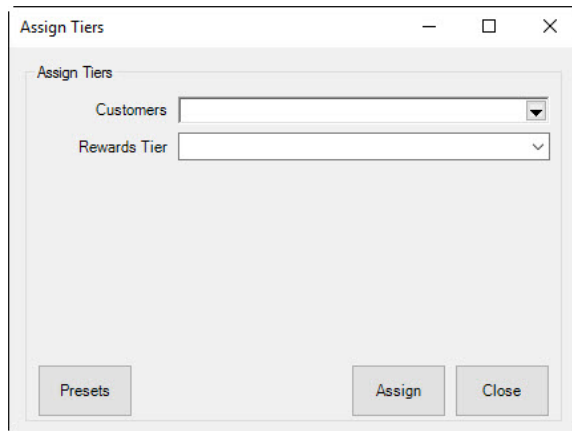 Assign Tiers
Assign Tiers
Customers
Rewards Tier
Presets Assign Close